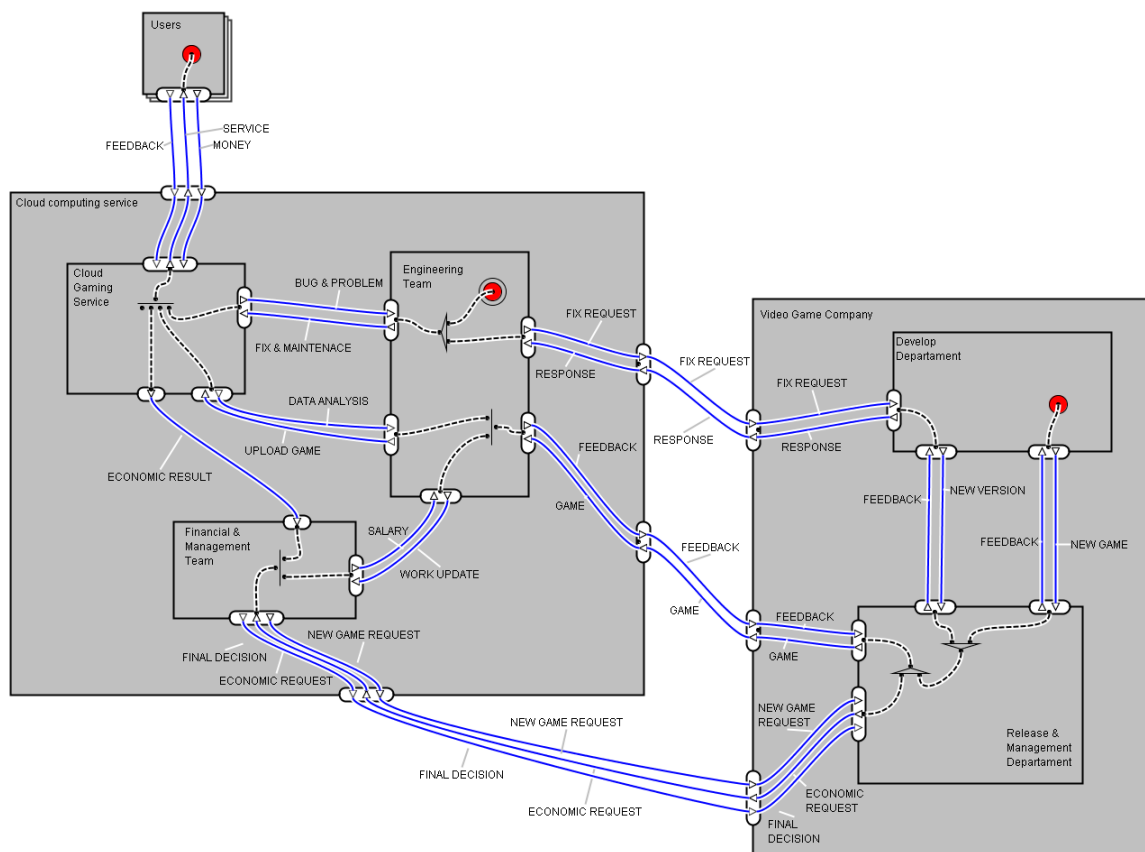 Users
SERVICE
FEEDBACK
MONEY
Cloud computing service
Cloud
Gaming
Service
BUG & PROBLEM
FIX & MAINTENACE
Engineering
Team
DATA ANALYSIS
UPLOAD GAME
ECONOMIC RESULT
FIX REQUEST
RESPONSE
FEEDBACK
GAME
Financial &
Management
Team
SALARY
WORK UPDATE
FINAL DECISION
NEW GAME REQUEST
ECONOMIC REQUEST
FIX REQUEST
RESPONSE
FEEDBACK
GAME
NEW GAME REQUEST
FINAL DECISION
ECONOMIC REQUEST
Video Game Company
Develop
Departament
FIX REQUEST
RESPONSE
FEEDBACK
NEW VERSION
FEEDBACK
NEW GAME
FEEDBACK
GAME
NEW GAME
REQUEST
ECONOMIC
REQUEST
FINAL
DECISION
Release &
Management
Departament